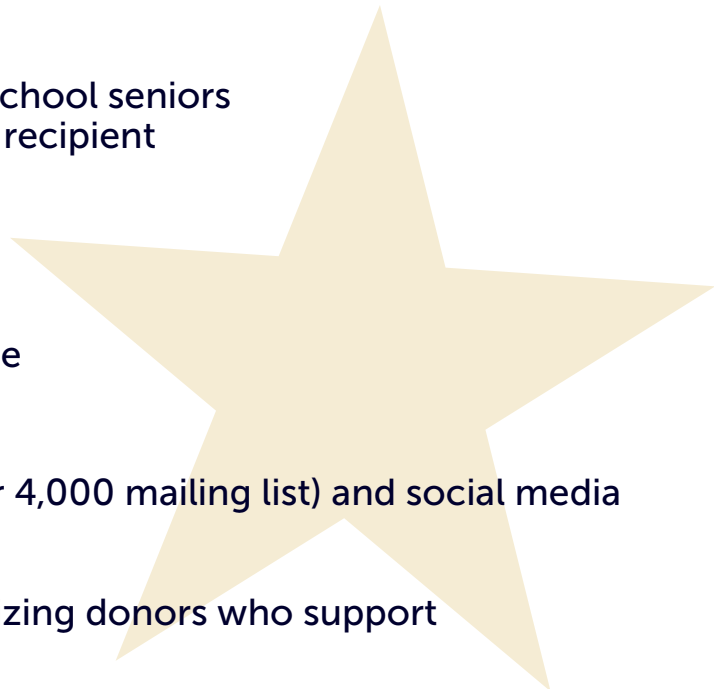 chool seniors
recipient
e
4,000 mailing list) and social media
zing donors who support